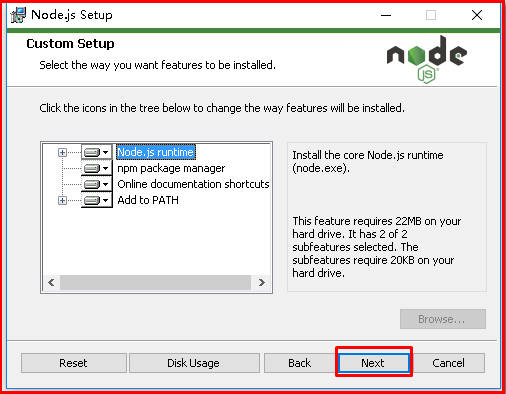 Node.js Setup
Custom Setup
Select the way you want features to be installed.
node
JS
Click the icons in the tree below to change the way features will be installed.
Node.js runtime
npm package manager
Online documentation shortcuts
Add to PATH
Install the core Node.js runtime
(node.exe).
This feature requires 22MB on your
hard drive. It has 2 of 2
subfeatures selected. The
subfeatures require 20KB on your
hard drive.
Browse...
Reset
Disk Usage
Back
Next
Cancel